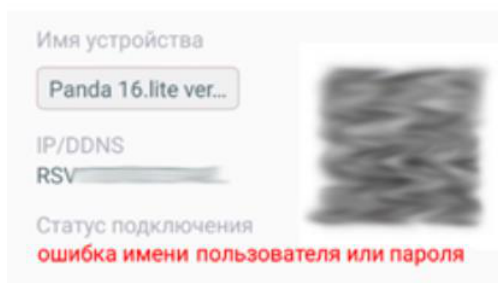 Имя устройства
Panda 16.lite ver...
IP/DDNS
RSV
Статус подключения
ошибка имени пользователя или пароля